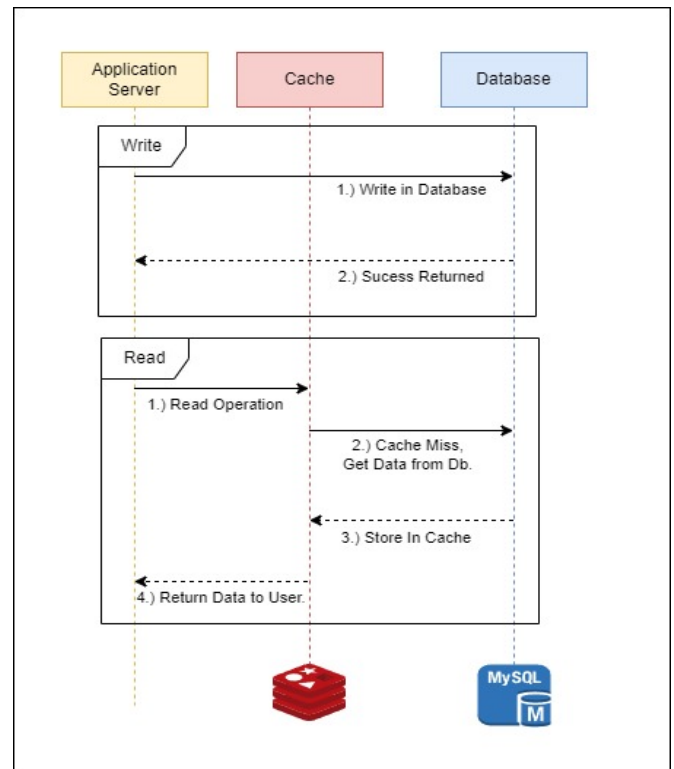 Application
Server
Cache
Database
Write
1.) Write in Database
2.) Sucess Returned
Read
1.) Read Operation
2.) Cache Miss,
Get Data from Db.
3.) Store In Cache
4.) Return Data to User.
MySQL
M